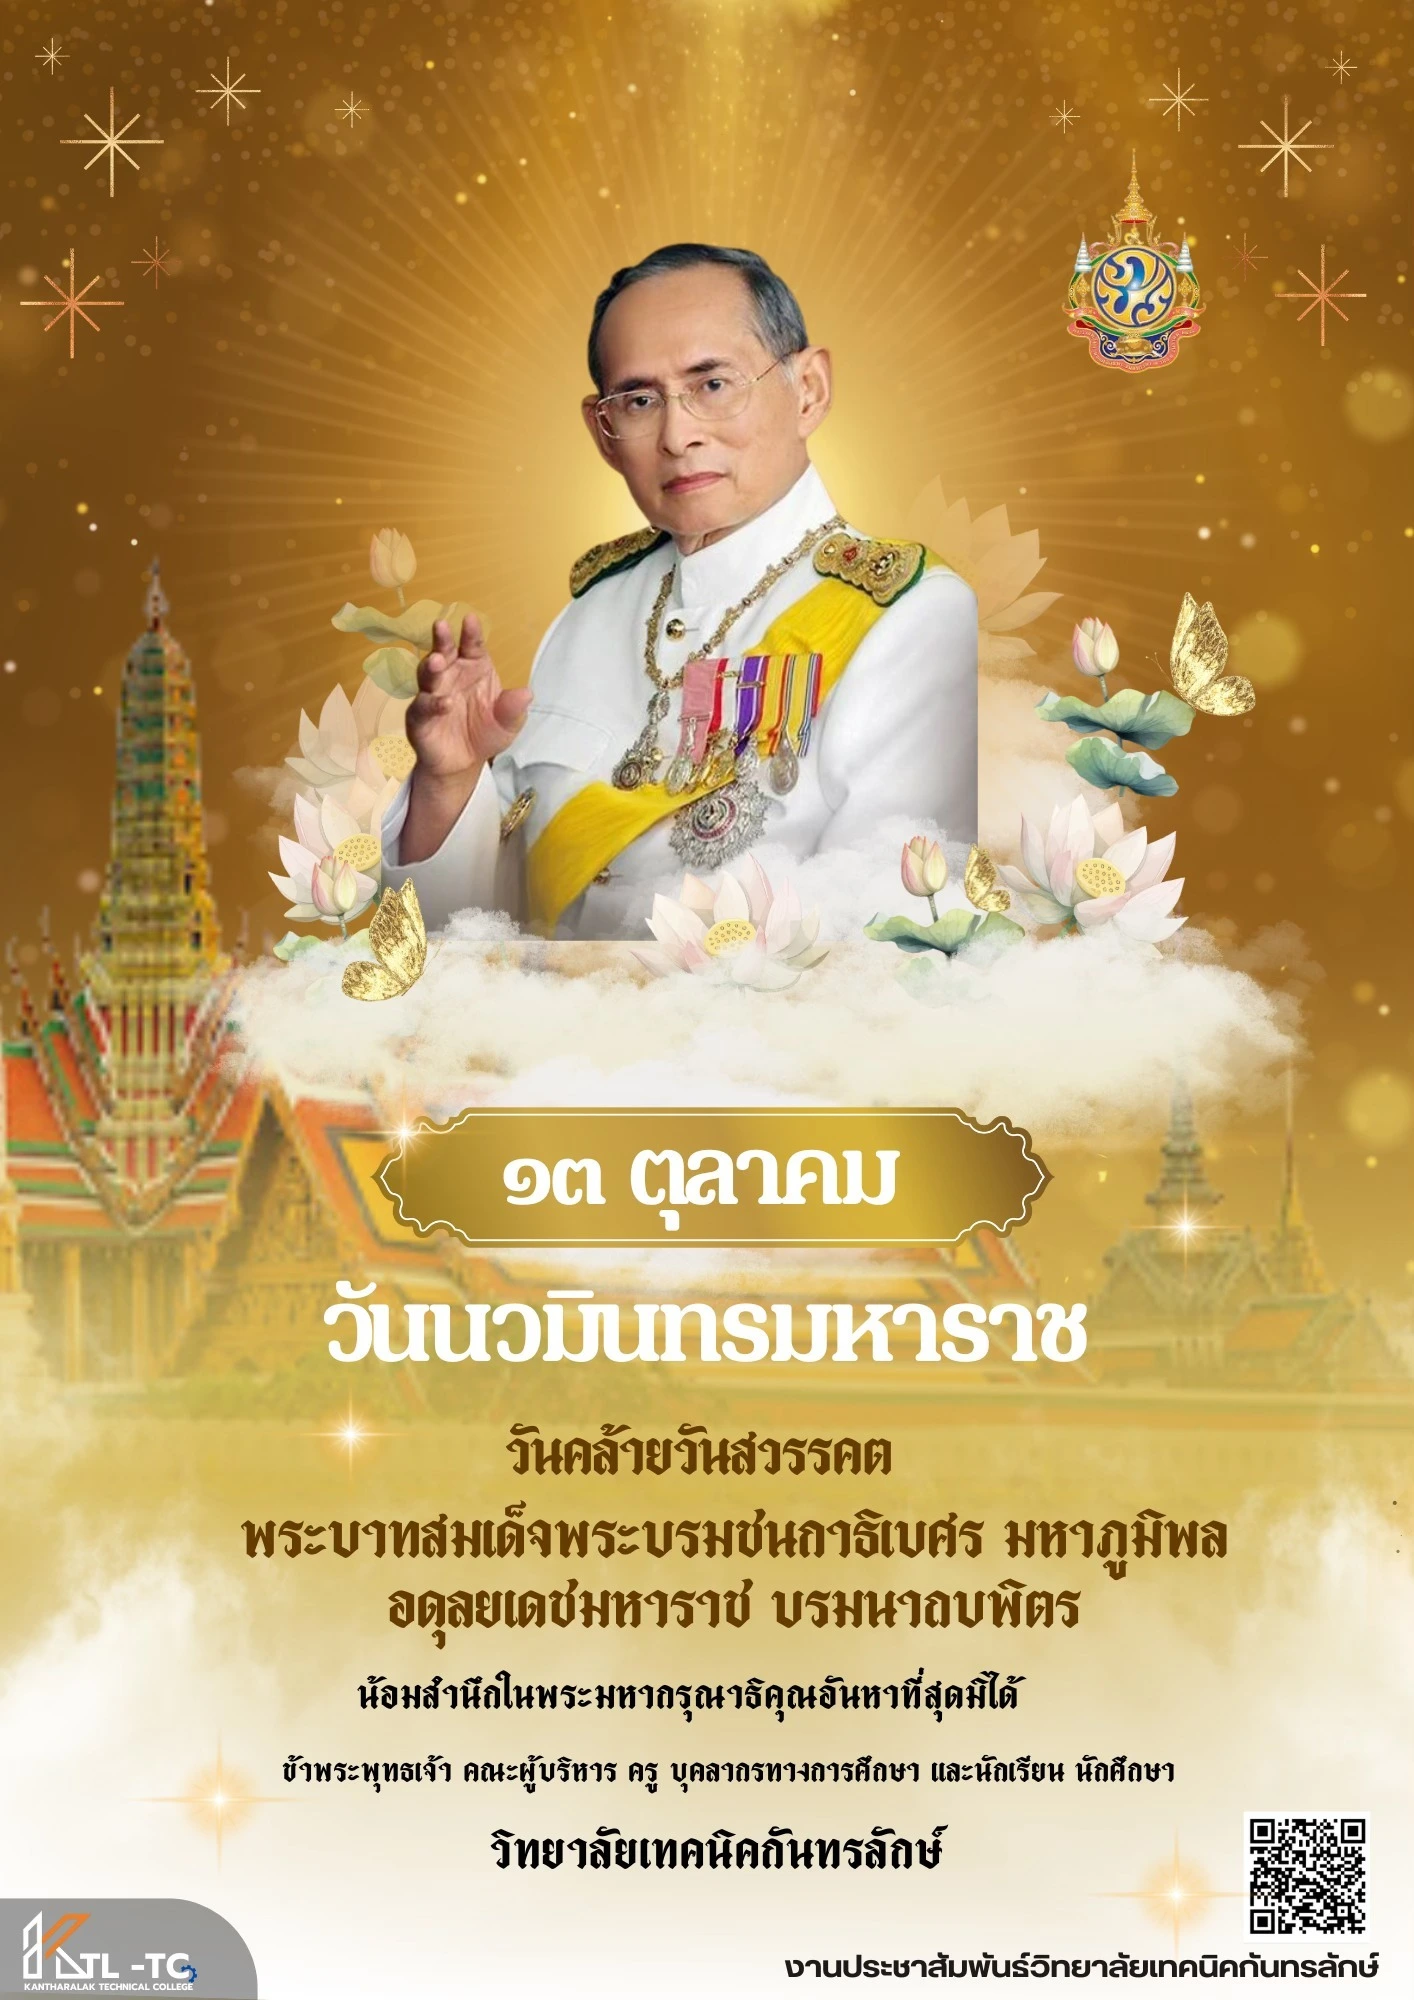 ๑๓ ตุลาคม
วันนวมินทรมหาราช
วันคล้ายวันสวรรคต
พระบาทสมเด็จพระบรมชนกาธิเบศร มหาภูมิพล
อดุลยเดชมหาราช บรมนาถบพิตร
น้อมสำนึกในพระมหากรุณาธิคุณอันหาที่สุดมิได้
ข้าพระพุทธเจ้า คณะผู้บริหาร ครู บุคลากรทางการศึกษา และนักเรียน นักศึกษา
วิทยาลัยเทคนิคกันทรลักษ์
KTL -TC
KANTHARALAK TECHNICAL COLLEGE
งานประชาสัมพันธ์วิทยาลัยเทคนิคกันทรลักษ์